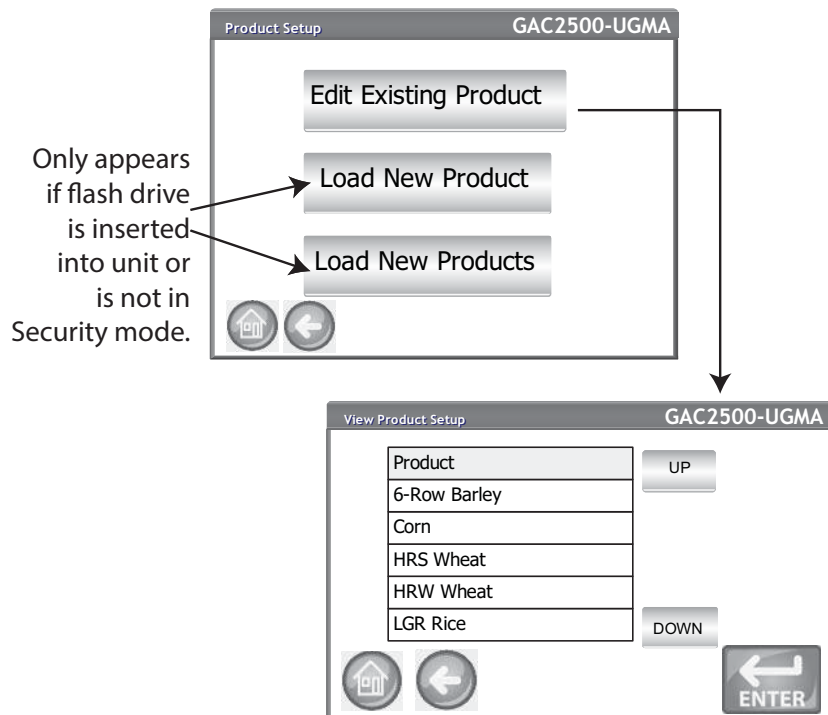 Product Setup GAC2500-UGMA
Edit Existing Product
Only appears
if flash drive
is inserted
into unit or
is not in
Security mode.
Load New Product
Load New Products
View Product Setup GAC2500-UGMA
Product
UP
6-Row Barley
Corn
HRS Wheat
HRW Wheat
LGR Rice
DOWN
ENTER